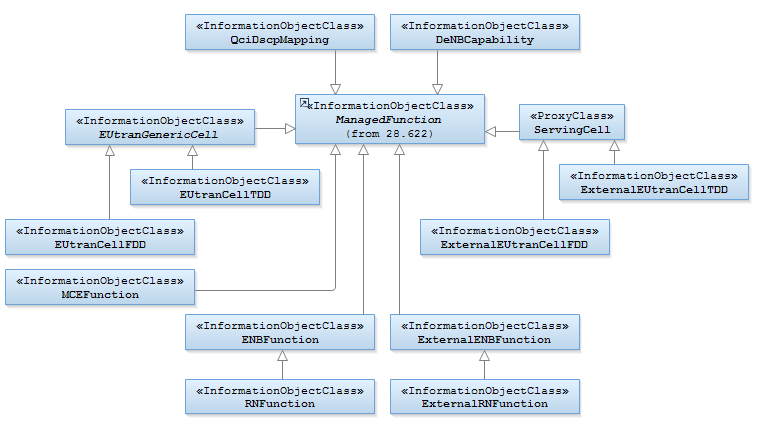 «InformationObjectClass»
QciDscpMapping
«InformationObjectClass»
DeNBCapability
«InformationObjectClass»
ManagedFunction
(from 28.622)
«InformationObjectClass»
EUtranGenericCell
«ProxyClass»
ServingCell
«InformationObjectClass»
EUtranCellTDD
«InformationObjectClass»
ExternalEUtranCellTDD
«InformationObjectClass»
EUtranCellFDD
«InformationObjectClass»
ExternalEUtranCellFDD
«InformationObjectClass»
MCEFunction
«InformationObjectClass»
ENBFunction
«InformationObjectClass»
ExternalENBFunction
«InformationObjectClass»
RNFunction
«InformationObjectClass»
ExternalRNFunction